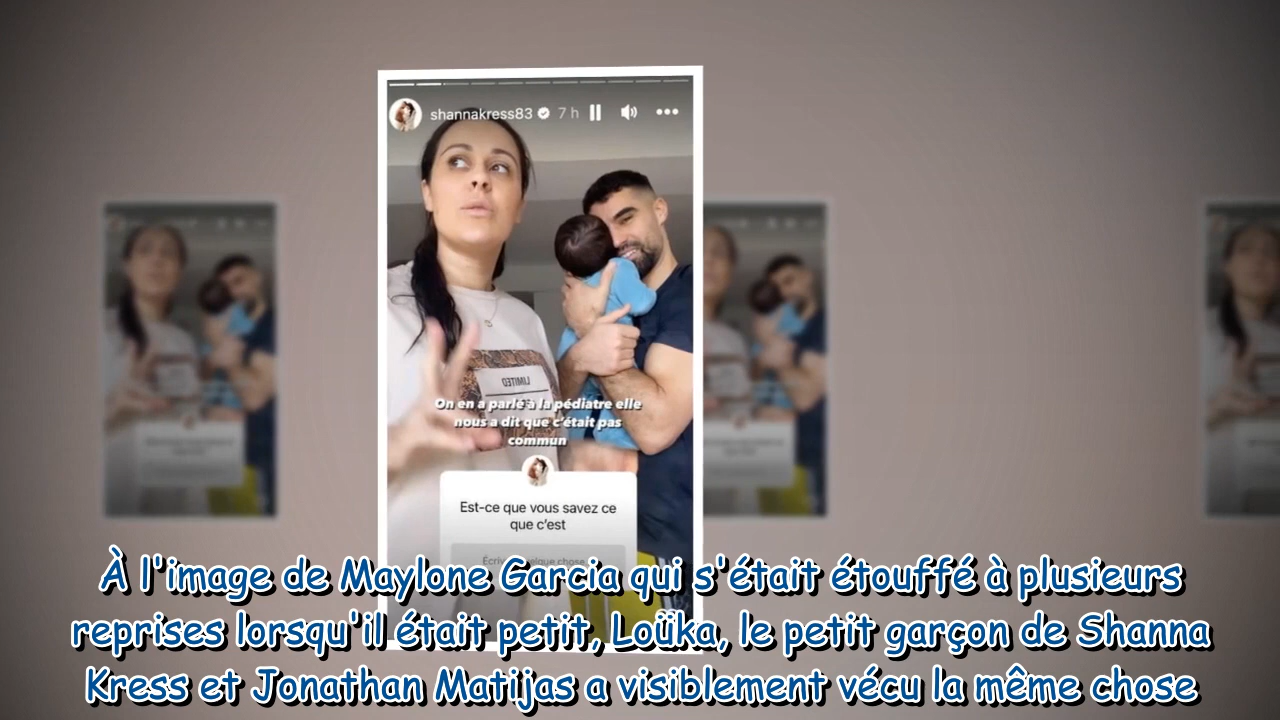 shannakress83 7 h
LIMITED
On en a parlé à la pédiatre elle
nous a dit que c'était pas
commun
Est-ce que vous savez ce
que c'est
À l'image de Maylone Garcia qui s'était étouffé à plusieurs
reprises lorsqu'il était petit, Loüka, le petit garçon de Shanna
Kress et Jonathan Matijas a visiblement vécu la même chose